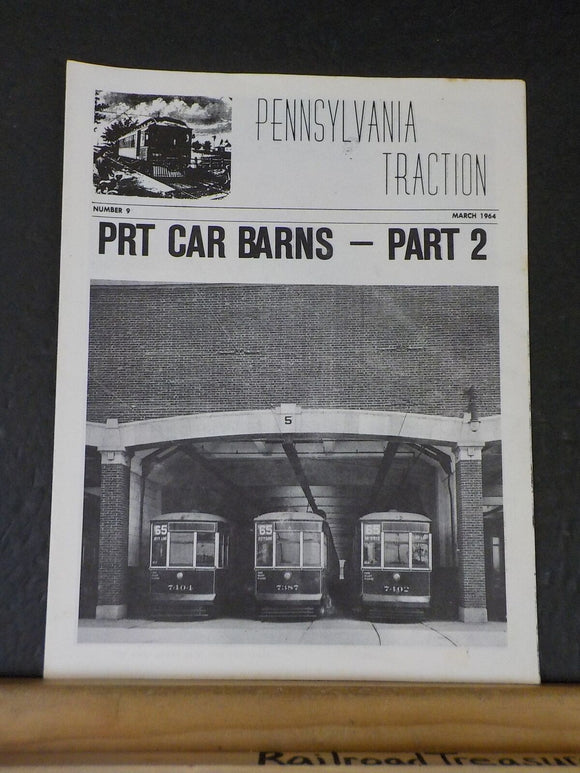 PENNSYLVANIA
TRACTION
NUMBER 9
MARCH 1964
PRT CAR BARNS — PART 2
5
65
65
65
7404
7387
7402
Railroad Treasur